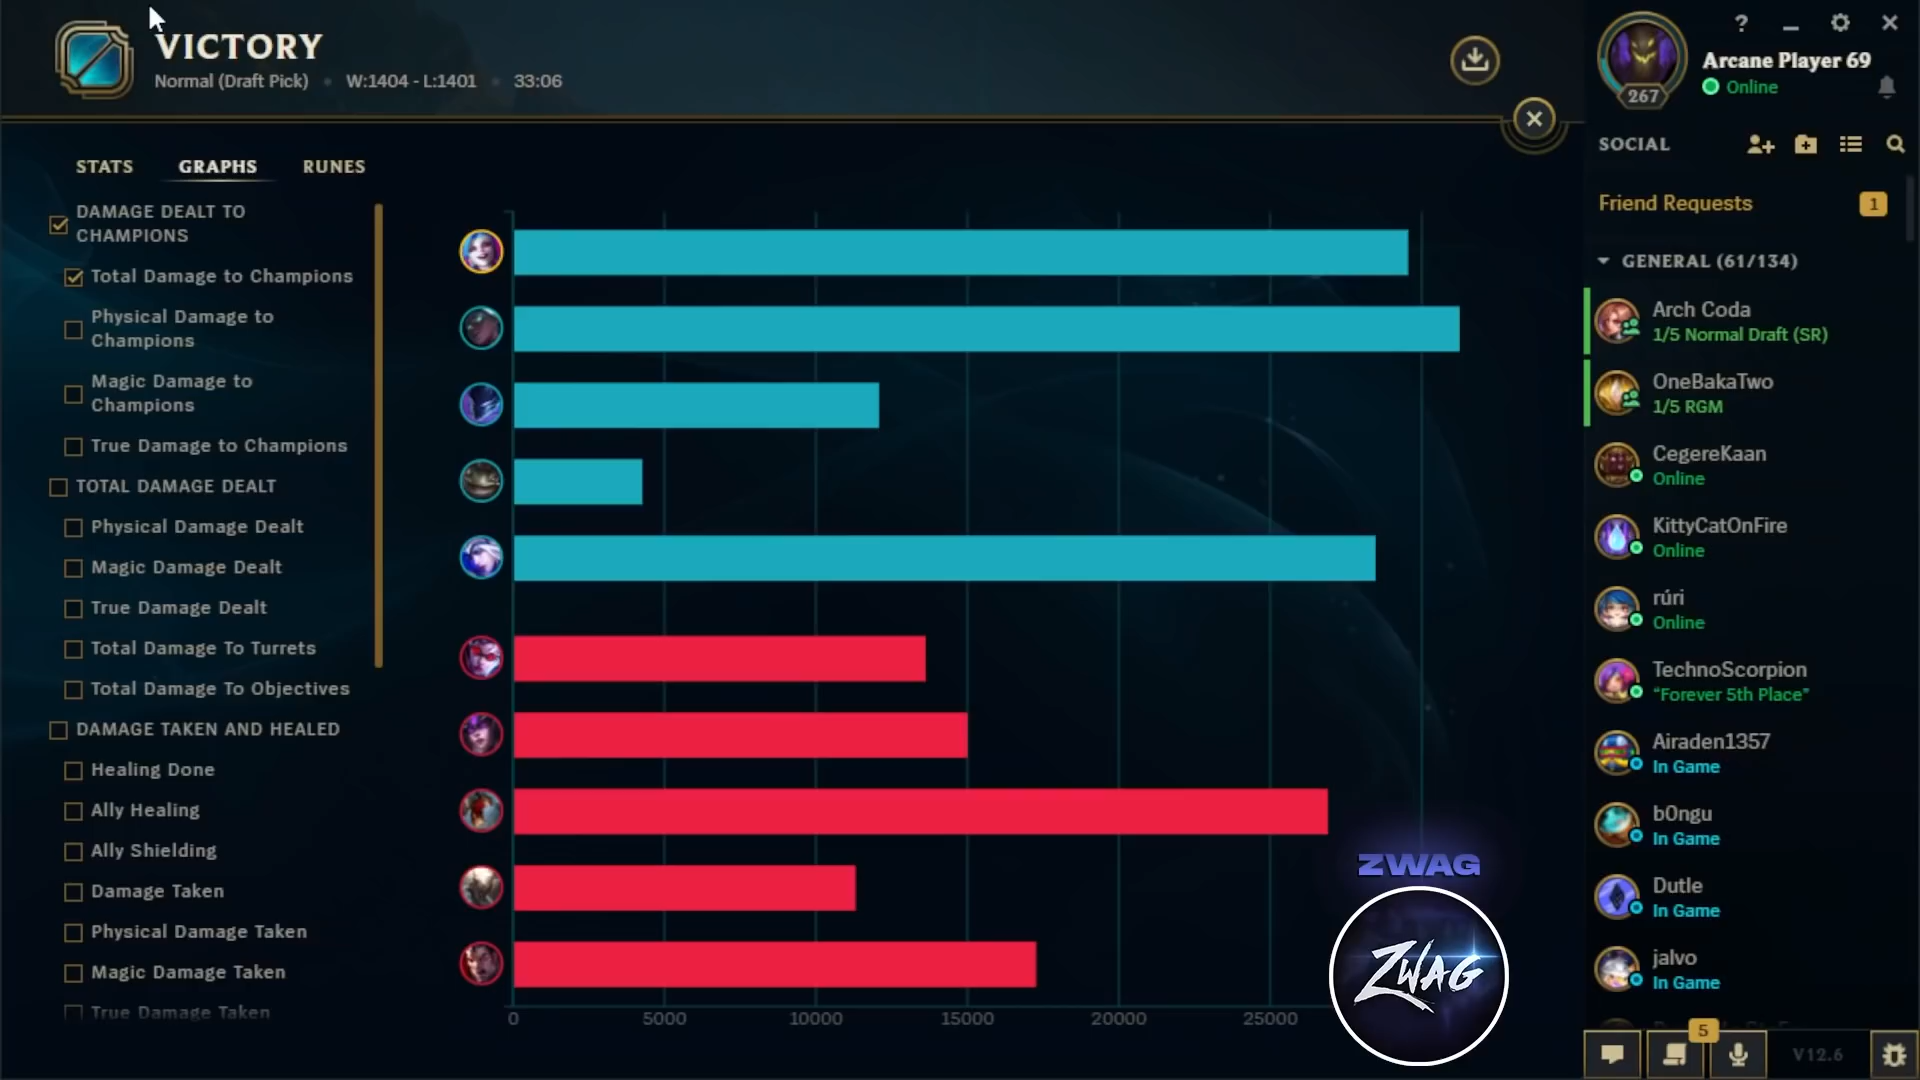 VICTORY
Normal (Draft Pick) • W:1404 - L:1401 • 33:06
STATS GRAPHS RUNES
DAMAGE DEALT TO
CHAMPIONS
Total Damage to Champions
Physical Damage to
Champions
Magic Damage to
Champions
True Damage to Champions
TOTAL DAMAGE DEALT
Physical Damage Dealt
Magic Damage Dealt
True Damage Dealt
Total Damage To Turrets
Total Damage To Objectives
DAMAGE TAKEN AND HEALED
Healing Done
Ally Healing
Ally Shielding
Damage Taken
Physical Damage Taken
Magic Damage Taken
True Damage Taken
0 5000 10000 15000 20000 25000
ZWAG
ZWAG
?
Arcane Player 69
Online
267
SOCIAL
Friend Requests 1
GENERAL (61/134)
Arch Coda
1/5 Normal Draft (SR)
OneBakaTwo
1/5 RGM
CegereKaan
Online
KittyCatOnFire
Online
rúri
Online
TechnoScorpion
“Forever 5th Place”
Airaden1357
In Game
b0ngu
In Game
Dutle
In Game
jalvo
In Game
5
V12.6